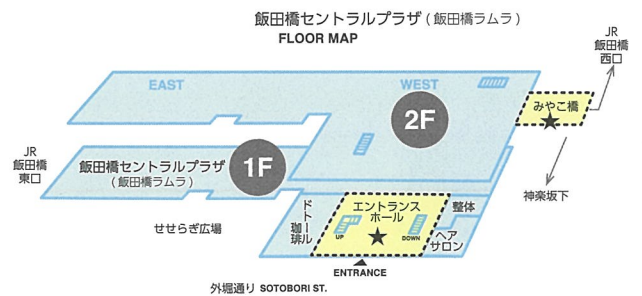 飯田橋セントラルプラザ（飯田橋ラムラ）
FLOOR MAP
JR
飯田橋
西口
EAST
WEST
みやこ橋
2F
神楽坂下
JR
飯田橋
東口
飯田橋セントラルプラザ
（飯田橋ラムラ）
1F
せせらぎ広場
ドトール
珈琲
エントランス
ホール
UP
DOWN
整体
ヘア
サロン
ENTRANCE
外堀通り SOTOBORI ST.